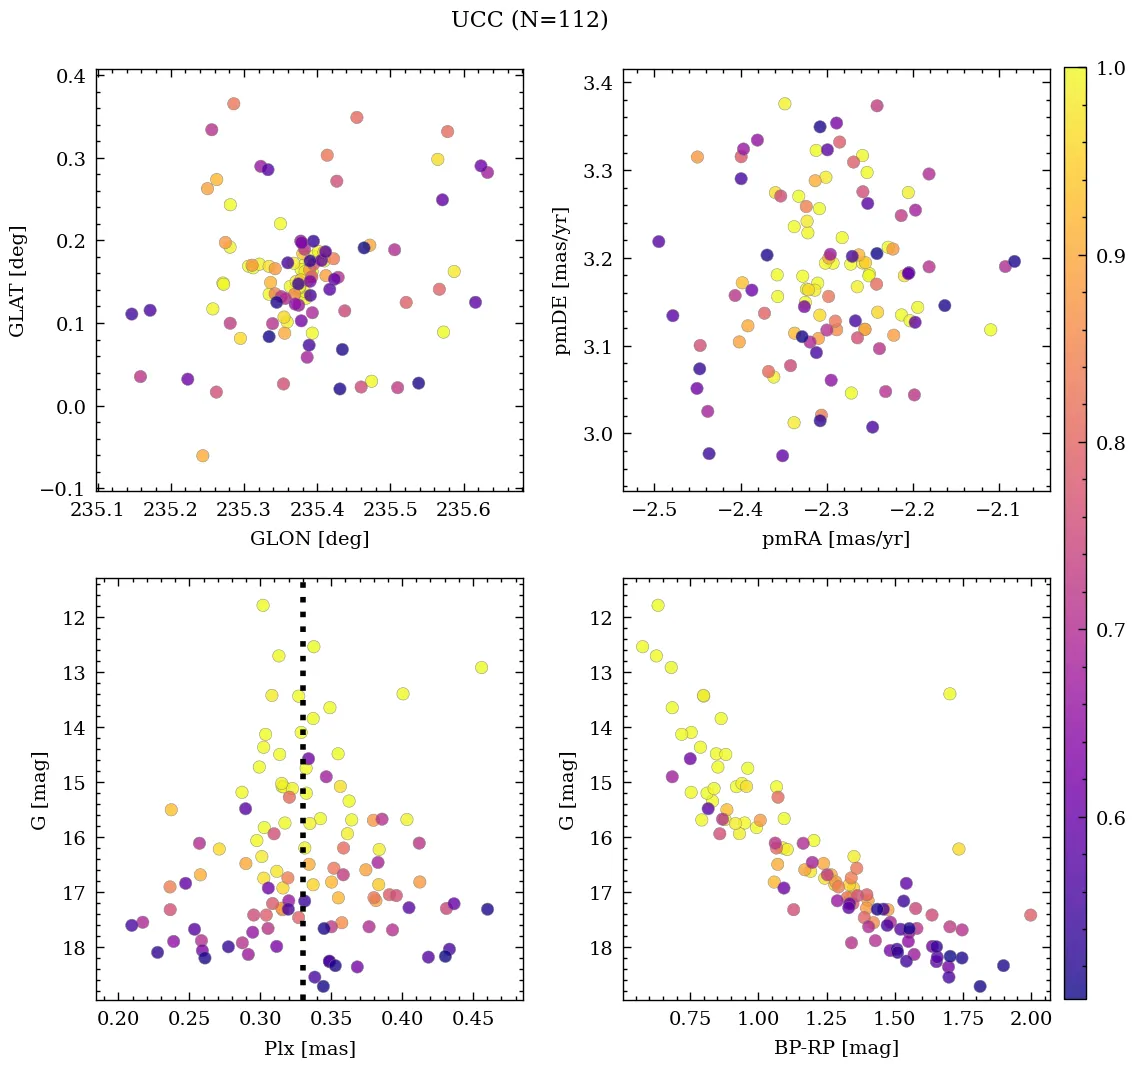 UCC (N=112)
0.4
0.3
0.2
0.1
0.0
−0.1
GLAT [deg]
235.1 235.2 235.3 235.4 235.5 235.6
GLON [deg]
3.4
3.3
3.2
3.1
3.0
pmDE [mas/yr]
−2.5 −2.4 −2.3 −2.2 −2.1
pmRA [mas/yr]
12
13
14
15
16
17
18
G [mag]
0.20 0.25 0.30 0.35 0.40 0.45
Plx [mas]
12
13
14
15
16
17
18
G [mag]
0.75 1.00 1.25 1.50 1.75 2.00
BP-RP [mag]
1.0
0.9
0.8
0.7
0.6